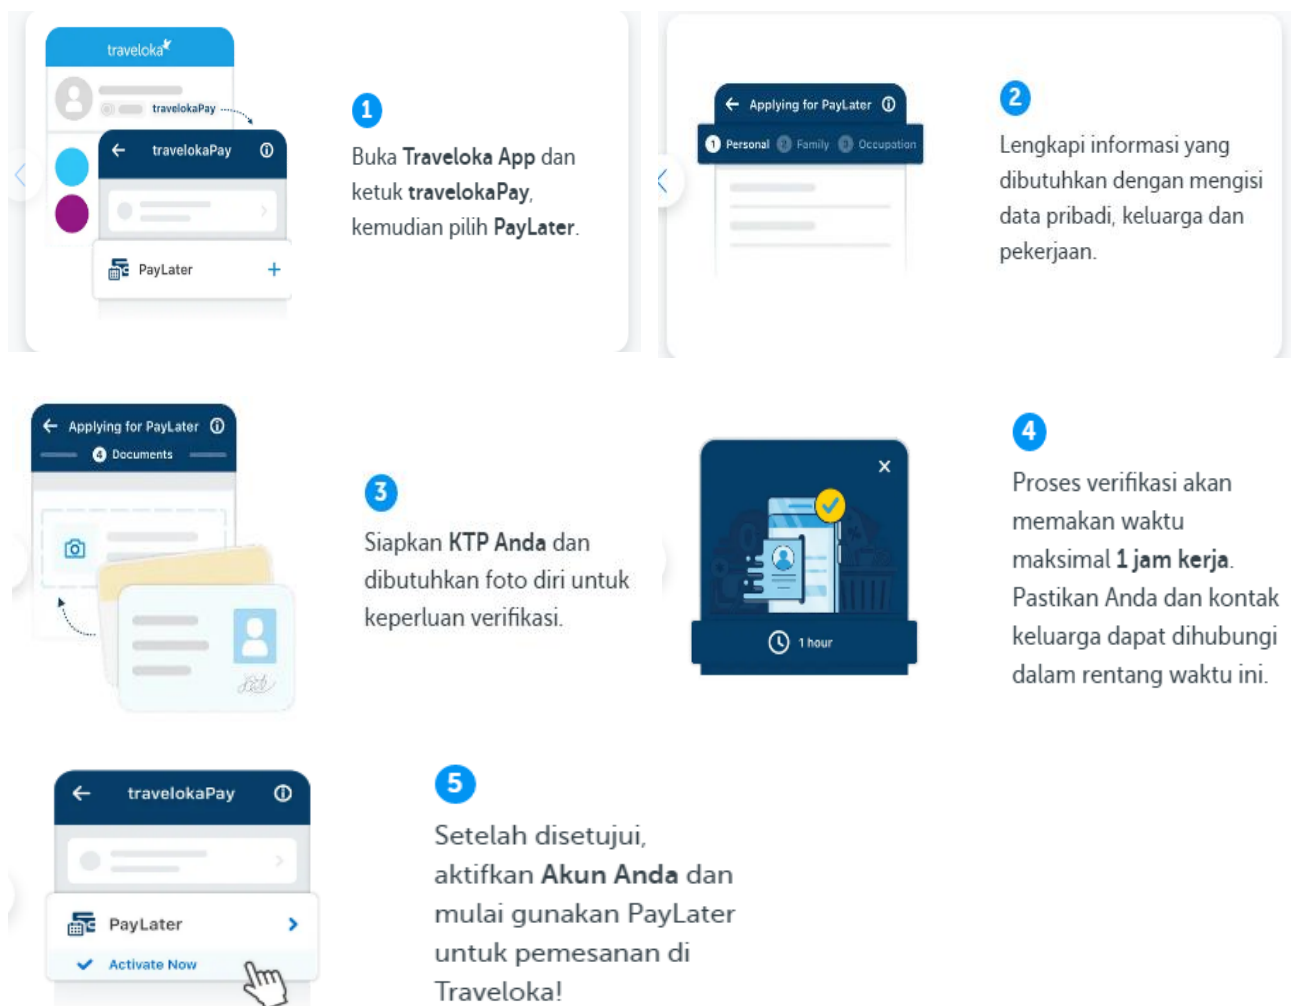 traveloka
travelokaPay
travelokaPay
PayLater
1
Buka Traveloka App dan
ketuk travelokaPay,
kemudian pilih PayLater.
Applying for PayLater
1 Personal 2 Family 3 Occupation
2
Lengkapi informasi yang
dibutuhkan dengan mengisi
data pribadi, keluarga dan
pekerjaan.
Applying for PayLater
4 Documents
3
Siapkan KTP Anda dan
dibutuhkan foto diri untuk
keperluan verifikasi.
1 hour
4
Proses verifikasi akan
memakan waktu
maksimal 1 jam kerja.
Pastikan Anda dan kontak
keluarga dapat dihubungi
dalam rentang waktu ini.
travelokaPay
PayLater
Activate Now
5
Setelah disetujui,
aktifkan Akun Anda dan
mulai gunakan PayLater
untuk pemesanan di
Traveloka!